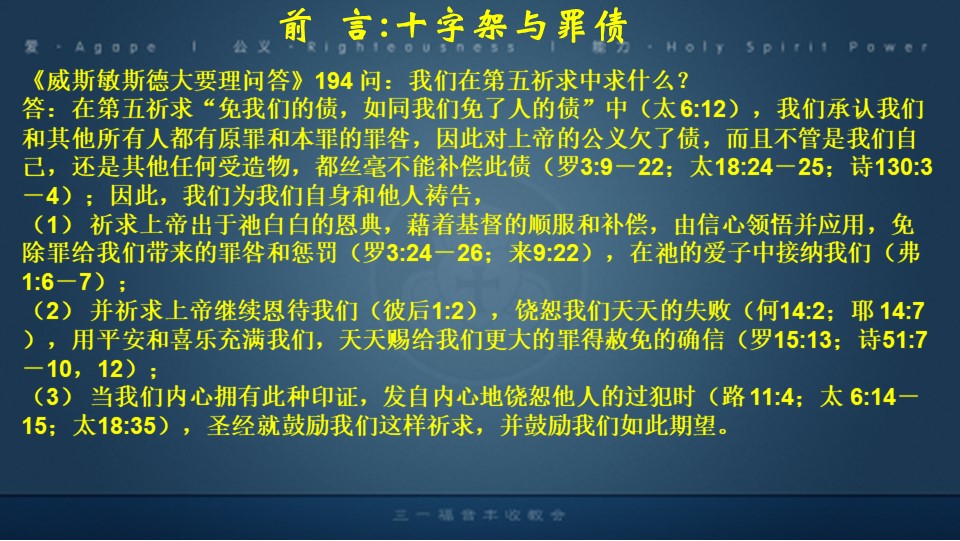 前 言:十字架与罪债
爱·Agape | 公义·Righteousness | 能力·Holy Spirit Power
《威斯敏斯德大要理问答》194 问：我们在第五祈求中求什么？
答：在第五祈求“免我们的债，如同我们免了人的债”中（太6:12），我们承认我们
和其他所有人都有原罪和本罪的罪咎，因此对上帝的公义欠了债，而且不管是我们自
己，还是其他任何受造物，都丝毫不能补偿此债（罗3:9－22；太18:24－25；诗130:3
－4）；因此，我们为我们自身和他人祷告，
（1） 祈求上帝出于祂白白的恩典，藉着基督的顺服和补偿，由信心领悟并应用，免
除罪给我们带来的罪咎和惩罚（罗3:24－26；来9:22），在祂的爱子中接纳我们（弗
1:6－7）；
（2） 并祈求上帝继续恩待我们（彼后1:2），饶恕我们天天的失败（何14:2；耶 14:7
），用平安和喜乐充满我们，天天赐给我们更大的罪得赦免的确信（罗15:13；诗51:7
－10，12）；
（3） 当我们内心拥有此种印证，发自内心地饶恕他人的过犯时（路11:4；太 6:14－
15；太18:35），圣经就鼓励我们这样祈求，并鼓励我们如此期望。
三一福音丰收教会